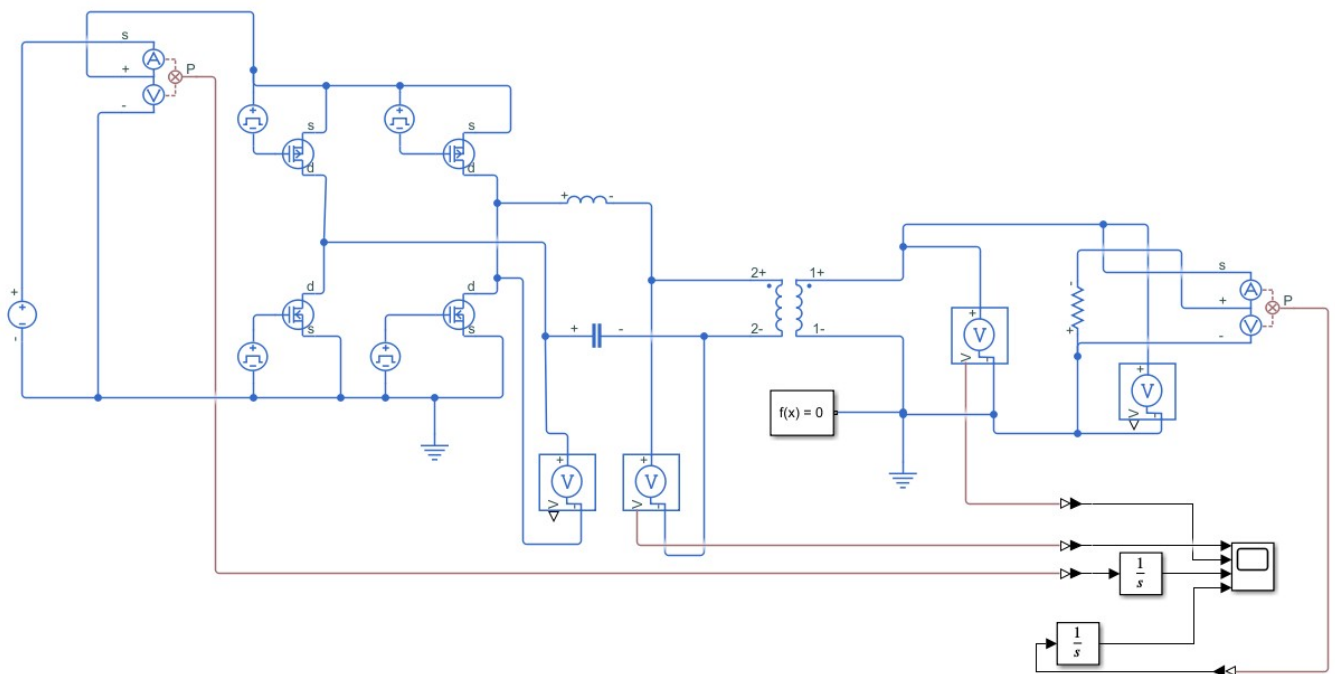 s
A
+
P
-
V
+
+
s
s
d
d
+
-
2+
1+
s
A
-
+
P
V
-
+
+
-
d
d
+
-
s
s
+
+
+
-
2-
1-
+
V
V
-
+
+
V
V
-
f(x) = 0
+
V
V
-
+
V
V
-
1
s
1
s